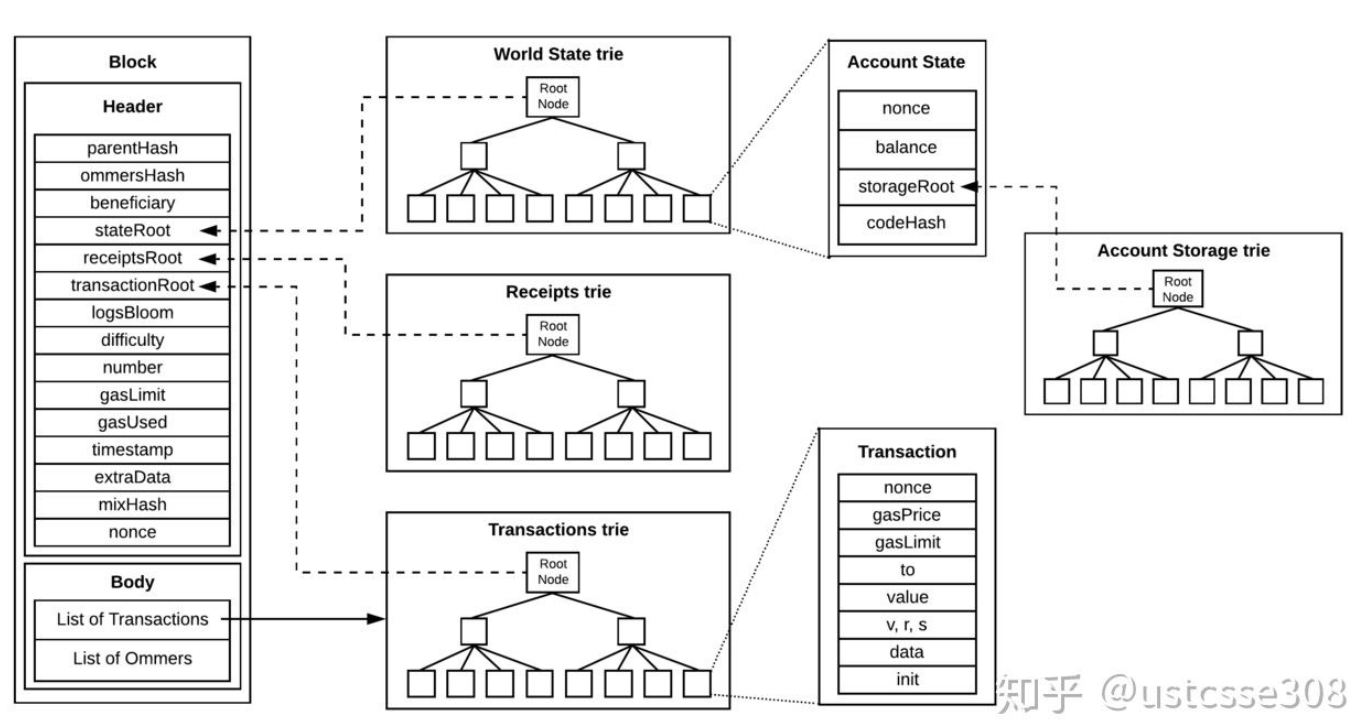 Block
Header
parentHash
ommersHash
beneficiary
stateRoot
receiptsRoot
transactionRoot
logsBloom
difficulty
number
gasLimit
gasUsed
timestamp
extraData
mixHash
nonce
Body
List of Transactions
List of Ommers
World State trie
Root
Node
Receipts trie
Root
Node
Transactions trie
Root
Node
Account State
nonce
balance
storageRoot
codeHash
Account Storage trie
Root
Node
Transaction
nonce
gasPrice
gasLimit
to
value
v, r, s
data
init
知乎 @ustcsse308